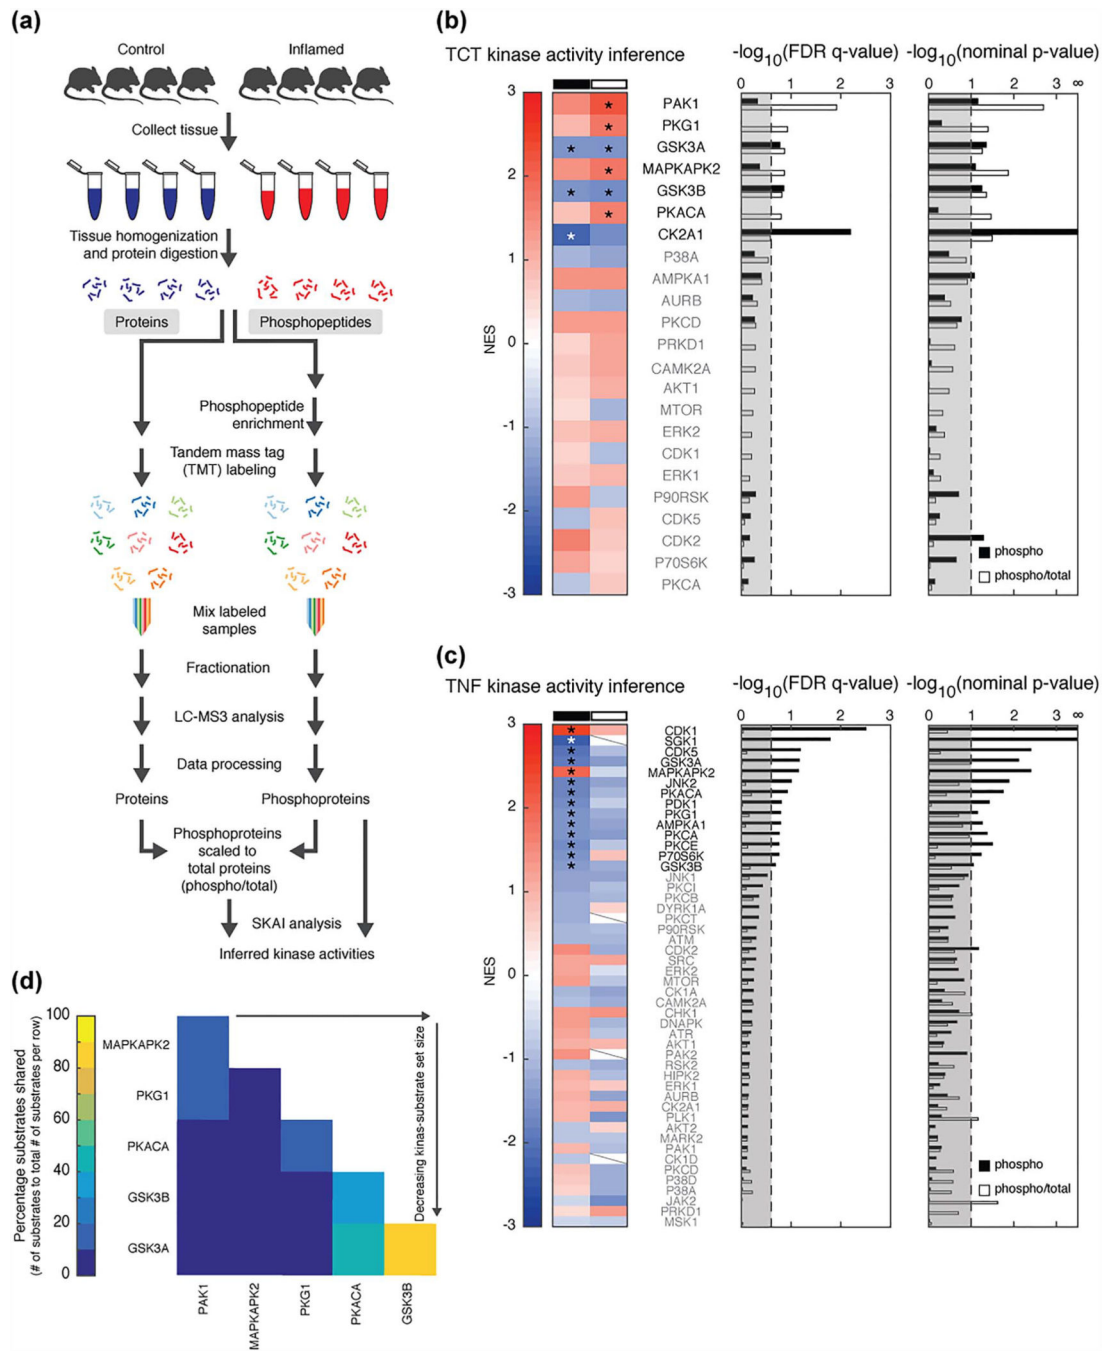 (a)
Control
Inflamed
Collect tissue
Tissue homogenization
and protein digestion
Proteins
Phosphopeptides
Phosphopeptide
enrichment
Tandem mass tag
(TMT) labeling
Mix labeled
samples
Fractionation
LC-MS3 analysis
Data processing
Proteins
Phosphoproteins
Phosphoproteins
scaled to
total proteins
(phospho/total)
SKAI analysis
Inferred kinase activities
(b)
TCT kinase activity inference
-log10(FDR q-value)
-log10(nominal p-value)
0 1 2 3
0 1 2 ∞
3
2
1
0
-1
-2
-3
NES
PAK1
PKG1
GSK3A
MAPKAPK2
GSK3B
PKACA
CK2A1
P38A
AMPKA1
AURB
PKCD
PRKD1
CAMK2A
AKT1
MTOR
ERK2
CDK1
ERK1
P90RSK
CDK5
CDK2
P70S6K
PKCA
phospho
phospho/total
(c)
TNF kinase activity inference
-log10(FDR q-value)
-log10(nominal p-value)
0 1 2 3
0 1 2 ∞
3
2
1
0
-1
-2
-3
NES
CDK1
SGK1
CDK5
GSK3A
MAPKAPK2
JNK2
PKACA
PDK1
PKG1
AMPKA1
PKCA
PKCE
P70S6K
GSK3B
JNK1
PKCI
PKCB
DYRK1A
PKCT
P90RSK
ATM
CDK2
SRC
ERK2
MTOR
CK1A
CAMK2A
CHK1
DNAPK
ATR
AKT1
PAK2
RSK2
HIPK2
ERK1
AURB
CK2A1
PLK1
AKT2
MARK2
PAK1
CK1D
PKCD
P38D
P38A
JAK2
PRKD1
MSK1
phospho
phospho/total
(d)
Percentage substrates shared
(# of substrates to total # of substrates per row)
100
80
60
40
20
0
MAPKAPK2
PKG1
PKACA
GSK3B
GSK3A
Decreasing kinas-substrate set size
PAK1
MAPKAPK2
PKG1
PKACA
GSK3B